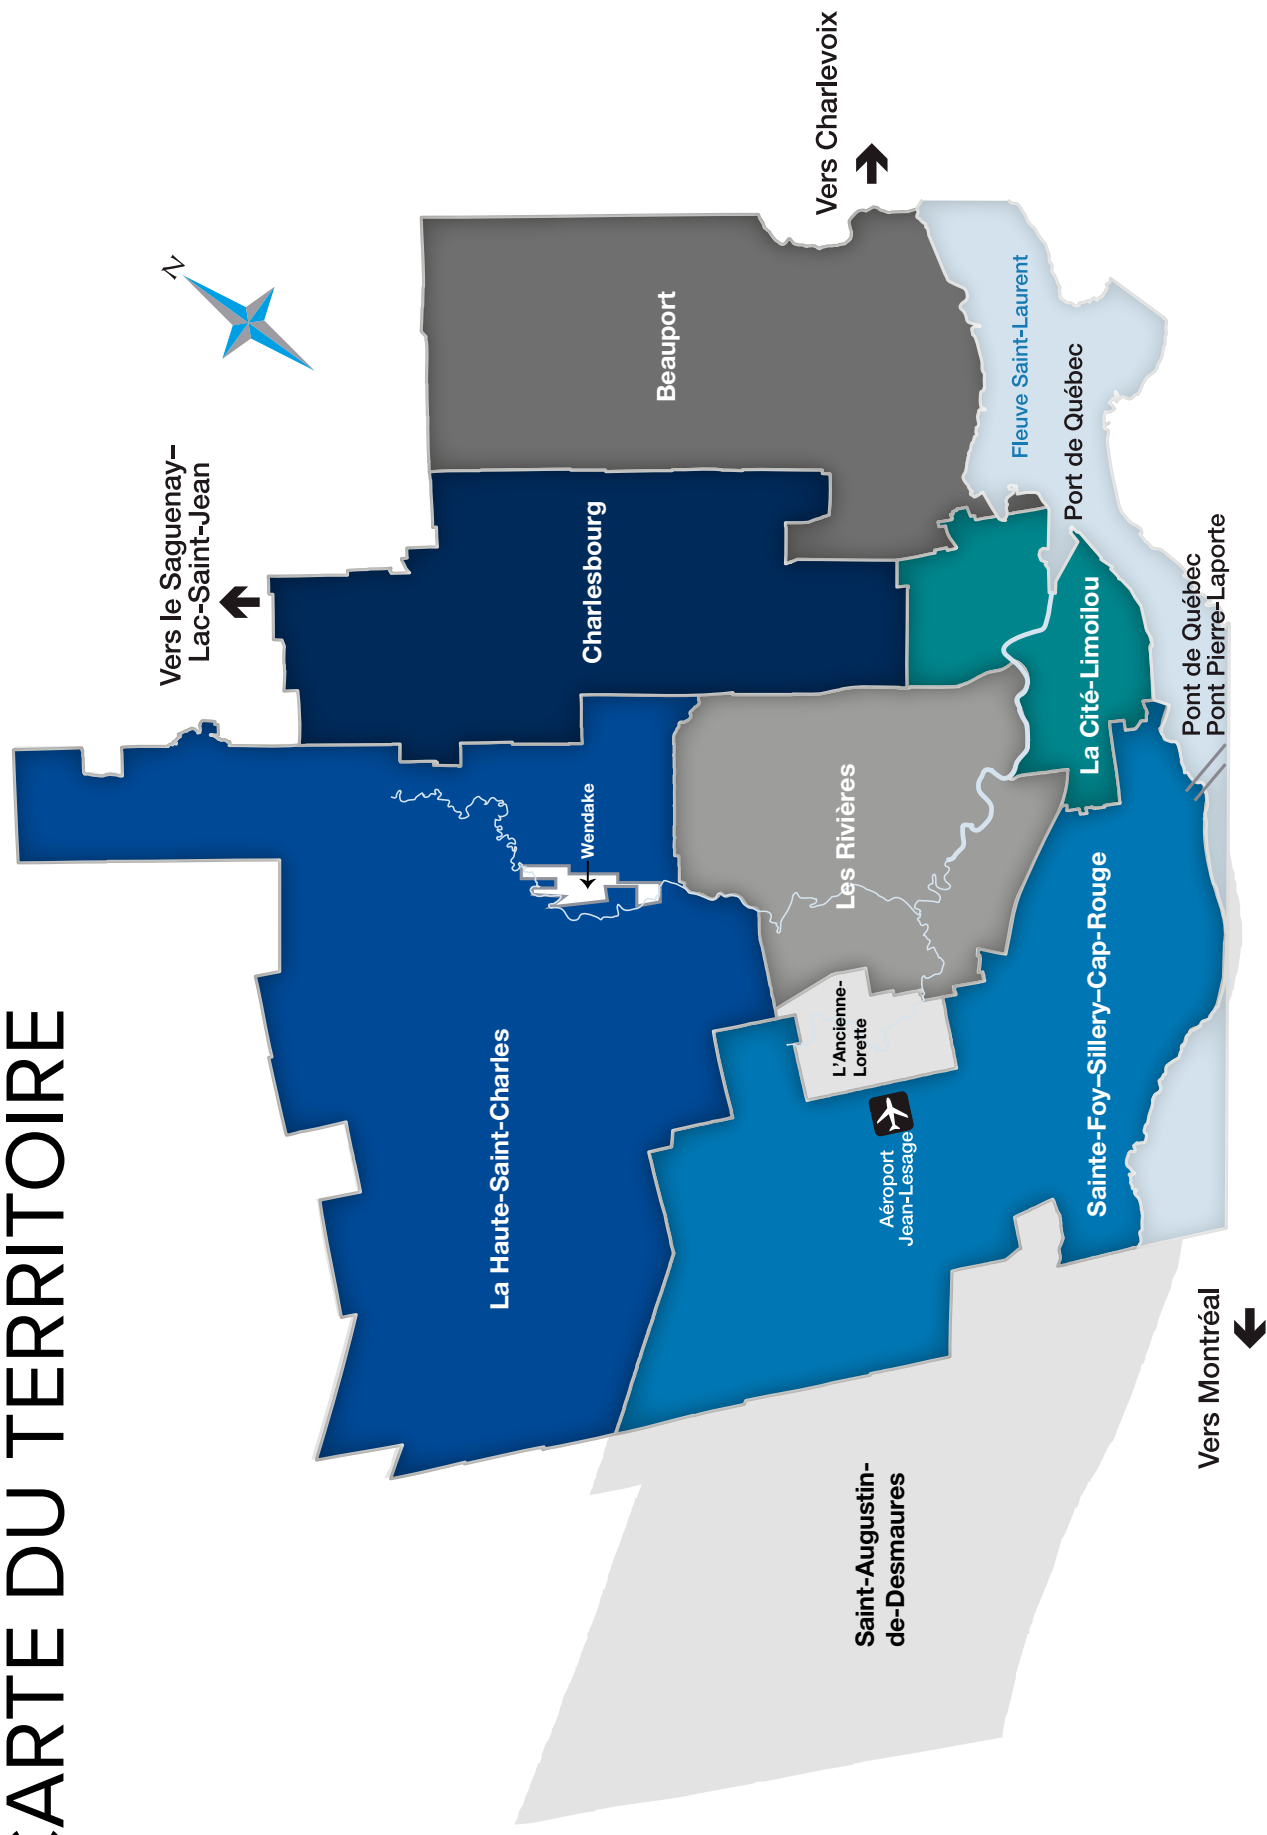 CARTE DU TERRITOIRE
Vers le Saguenay–
Lac-Saint-Jean
N
Vers Charlevoix
La Haute-Saint-Charles
Wendake
Charlesbourg
Beauport
Les Rivières
L'Ancienne-
Lorette
Aéroport
Jean-Lesage
Saint-Augustin-
de-Desmaures
Sainte-Foy–Sillery–Cap-Rouge
La Cité-Limoilou
Fleuve Saint-Laurent
Port de Québec
Pont de Québec
Pont Pierre-Laporte
Vers Montréal